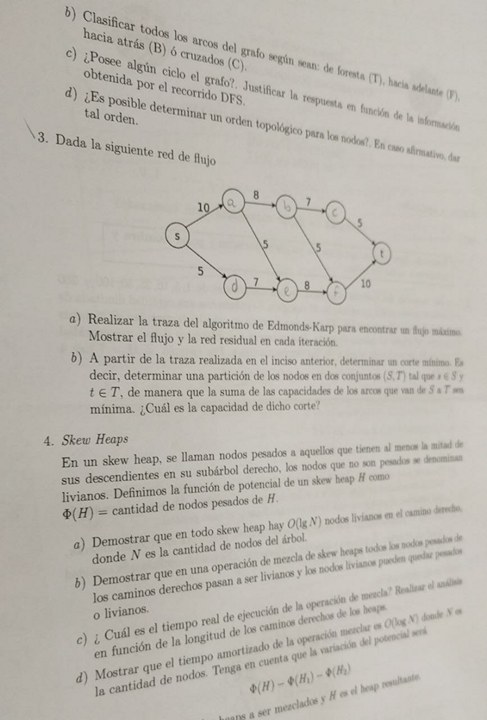 b) Clasificar todos los arcos del grafo según sean: de foresta (T), hacia adelante (F),
hacia atrás (B) ó cruzados (C).
c) ¿Posee algún ciclo el grafo?. Justificar la respuesta en función de la información
obtenida por el recorrido DFS.
d) ¿Es posible determinar un orden topológico para los nodos?. En caso afirmativo, dar
tal orden.
3. Dada la siguiente red de flujo
10
a
8
b
7
c
5
s
5
5
t
5
d
7
e
8
10
a) Realizar la traza del algoritmo de Edmonds-Karp para encontrar un flujo máximo.
Mostrar el flujo y la red residual en cada iteración.
b) A partir de la traza realizada en el inciso anterior, determinar un corte mínimo. Es
decir, determinar una partición de los nodos en dos conjuntos (S, T) tal que s ∈ S y
t ∈ T, de manera que la suma de las capacidades de los arcos que van de S a T sea
mínima. ¿Cuál es la capacidad de dicho corte?
4. Skew Heaps
En un skew heap, se llaman nodos pesados a aquellos que tienen al menos la mitad de
sus descendientes en su subárbol derecho, los nodos que no son pesados se denominan
livianos. Definimos la función de potencial de un skew heap H como
Φ(H) = cantidad de nodos pesados de H.
a) Demostrar que en todo skew heap hay O(lg N) nodos livianos en el camino derecho,
donde N es la cantidad de nodos del árbol.
b) Demostrar que en una operación de mezcla de skew heaps todos los nodos pesados de
los caminos derechos pasan a ser livianos y los nodos livianos pueden quedar pesados
o livianos.
c) ¿ Cuál es el tiempo real de ejecución de la operación de mezcla? Realizar el análisis
en función de la longitud de los caminos derechos de los heaps.
d) Mostrar que el tiempo amortizado de la operación mezclar es O(log N) donde N es
la cantidad de nodos. Tenga en cuenta que la variación del potencial será
Φ(H) − Φ(H₁) − Φ(H₂)
heaps a ser mezclados y H es el heap resultante.